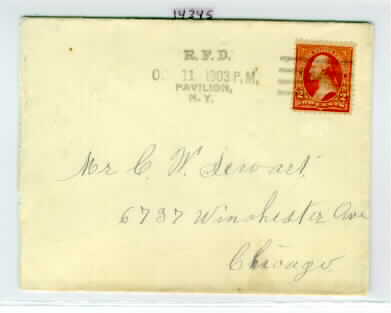 14245
R.F.D.
11 1903 P.M.
PAVILION,
N.Y.
Mr C. W. Stewart.
6737 Winchester Ave
Chicago